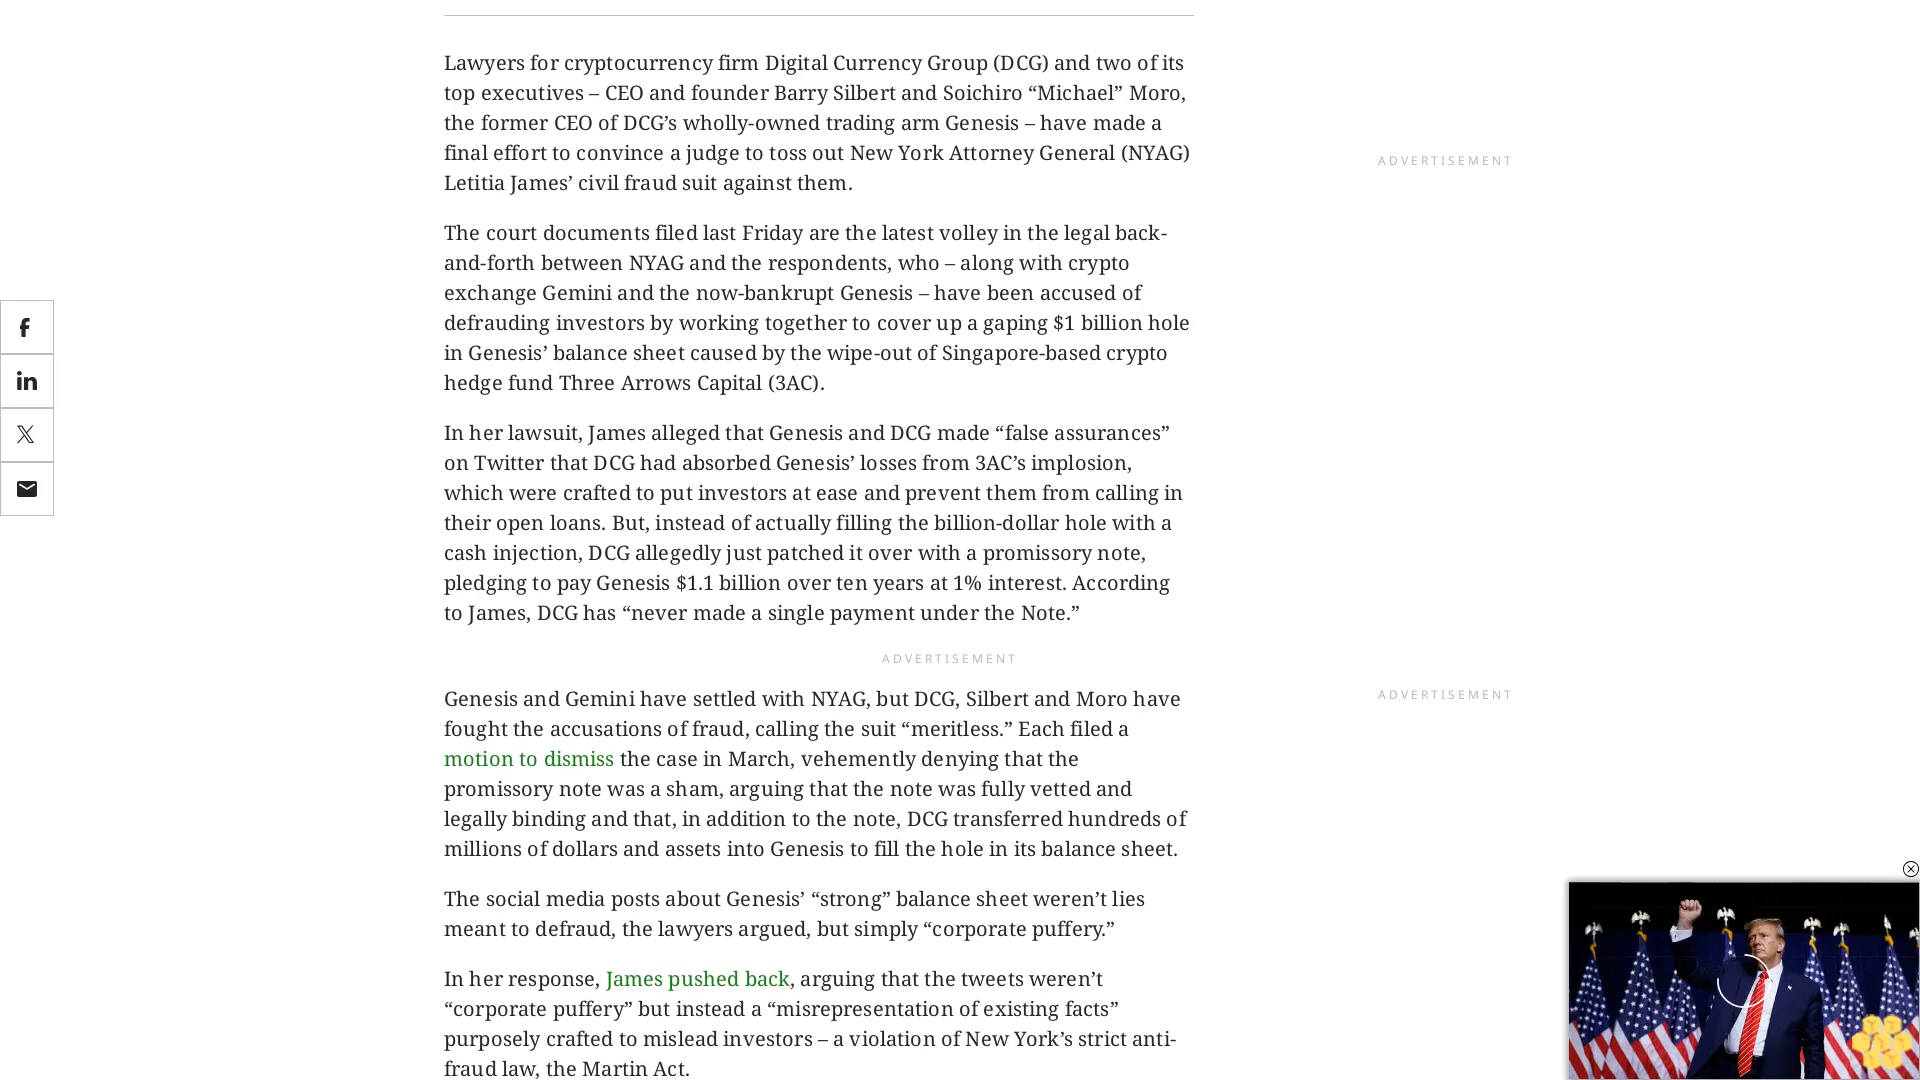 Lawyers for cryptocurrency firm Digital Currency Group (DCG) and two of its
top executives – CEO and founder Barry Silbert and Soichiro “Michael” Moro,
the former CEO of DCG’s wholly-owned trading arm Genesis – have made a
final effort to convince a judge to toss out New York Attorney General (NYAG)
Letitia James’ civil fraud suit against them.
ADVERTISEMENT
The court documents filed last Friday are the latest volley in the legal back-
and-forth between NYAG and the respondents, who – along with crypto
exchange Gemini and the now-bankrupt Genesis – have been accused of
defrauding investors by working together to cover up a gaping $1 billion hole
in Genesis’ balance sheet caused by the wipe-out of Singapore-based crypto
hedge fund Three Arrows Capital (3AC).
In her lawsuit, James alleged that Genesis and DCG made “false assurances”
on Twitter that DCG had absorbed Genesis’ losses from 3AC’s implosion,
which were crafted to put investors at ease and prevent them from calling in
their open loans. But, instead of actually filling the billion-dollar hole with a
cash injection, DCG allegedly just patched it over with a promissory note,
pledging to pay Genesis $1.1 billion over ten years at 1% interest. According
to James, DCG has “never made a single payment under the Note.”
ADVERTISEMENT
Genesis and Gemini have settled with NYAG, but DCG, Silbert and Moro have
fought the accusations of fraud, calling the suit “meritless.” Each filed a
motion to dismiss the case in March, vehemently denying that the
promissory note was a sham, arguing that the note was fully vetted and
legally binding and that, in addition to the note, DCG transferred hundreds of
millions of dollars and assets into Genesis to fill the hole in its balance sheet.
ADVERTISEMENT
The social media posts about Genesis’ “strong” balance sheet weren’t lies
meant to defraud, the lawyers argued, but simply “corporate puffery.”
In her response, James pushed back, arguing that the tweets weren’t
“corporate puffery” but instead a “misrepresentation of existing facts”
purposely crafted to mislead investors – a violation of New York’s strict anti-
fraud law, the Martin Act.